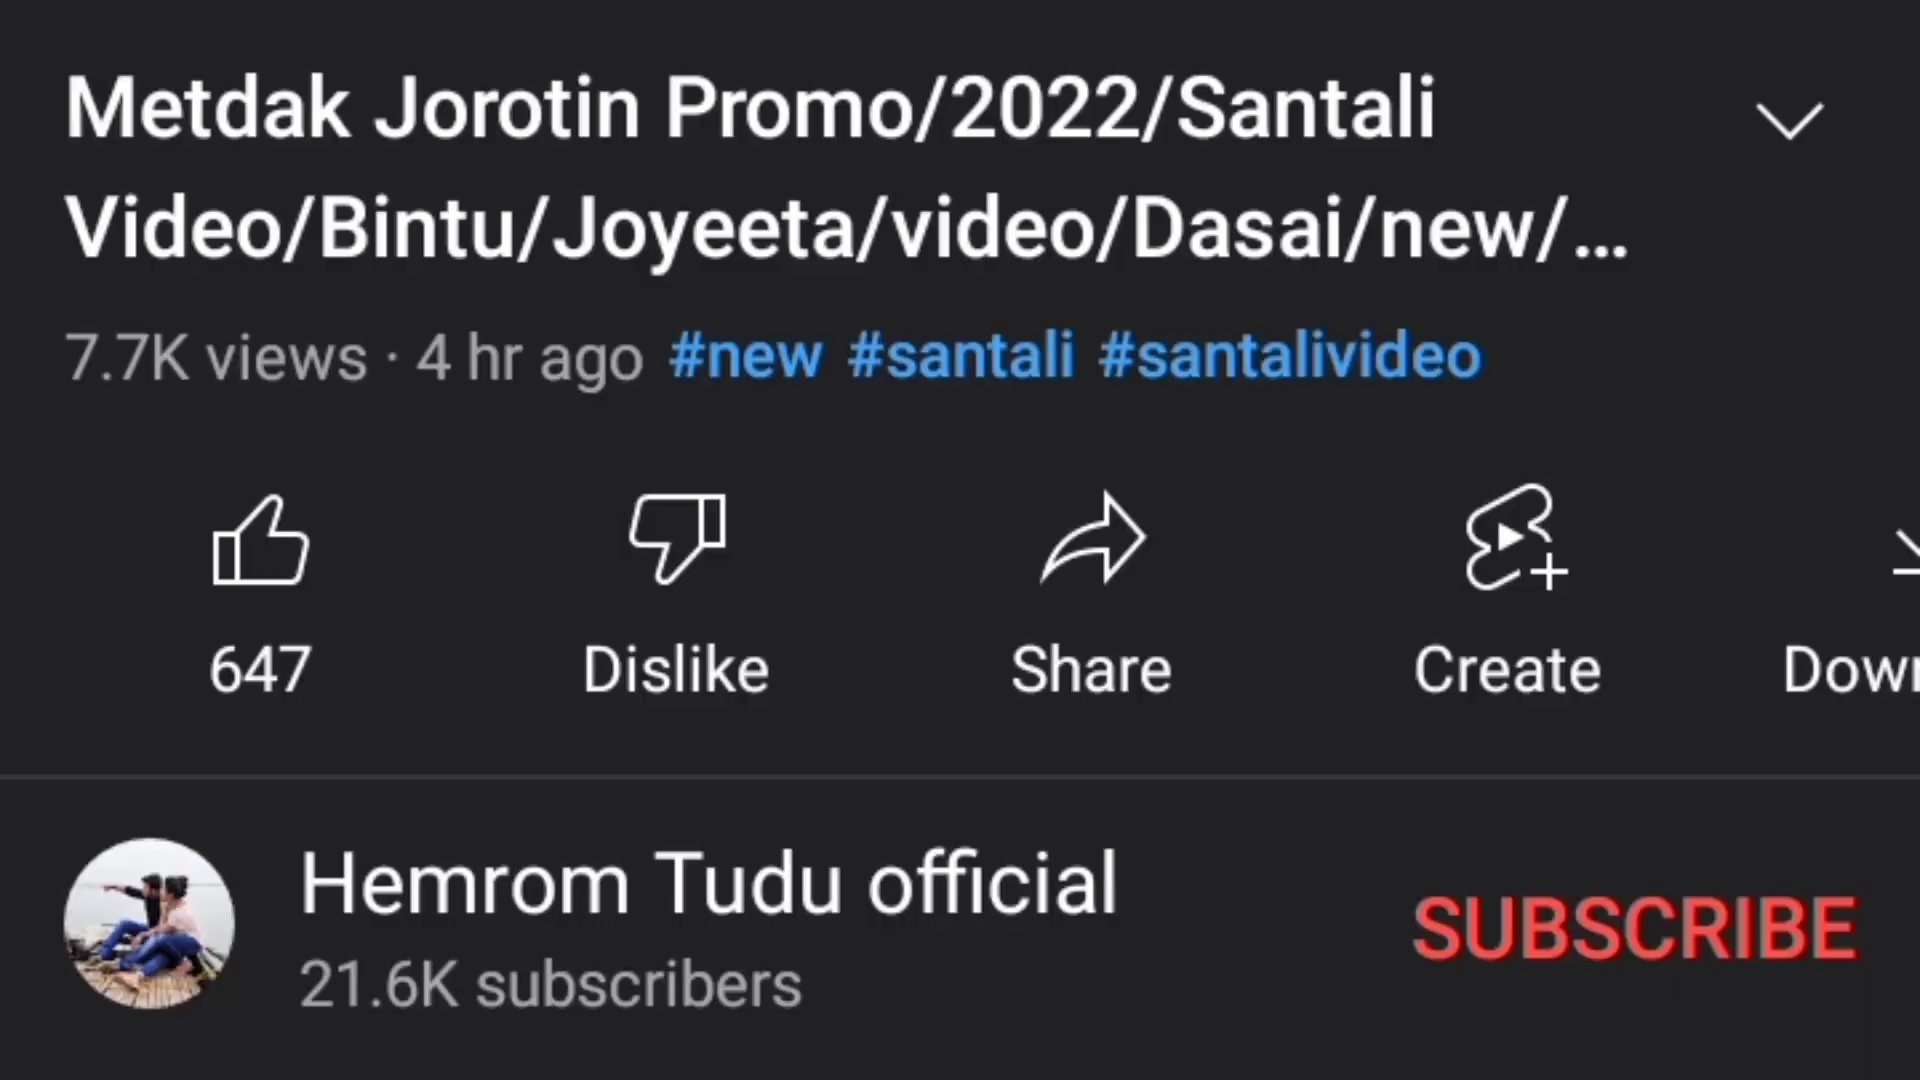 Metdak Jorotin Promo/2022/Santali
Video/Bintu/Joyeeta/video/Dasai/new/...
7.7K views · 4 hr ago #new #santali #santalivideo
647 Dislike Share Create Down
Hemrom Tudu official
SUBSCRIBE
21.6K subscribers